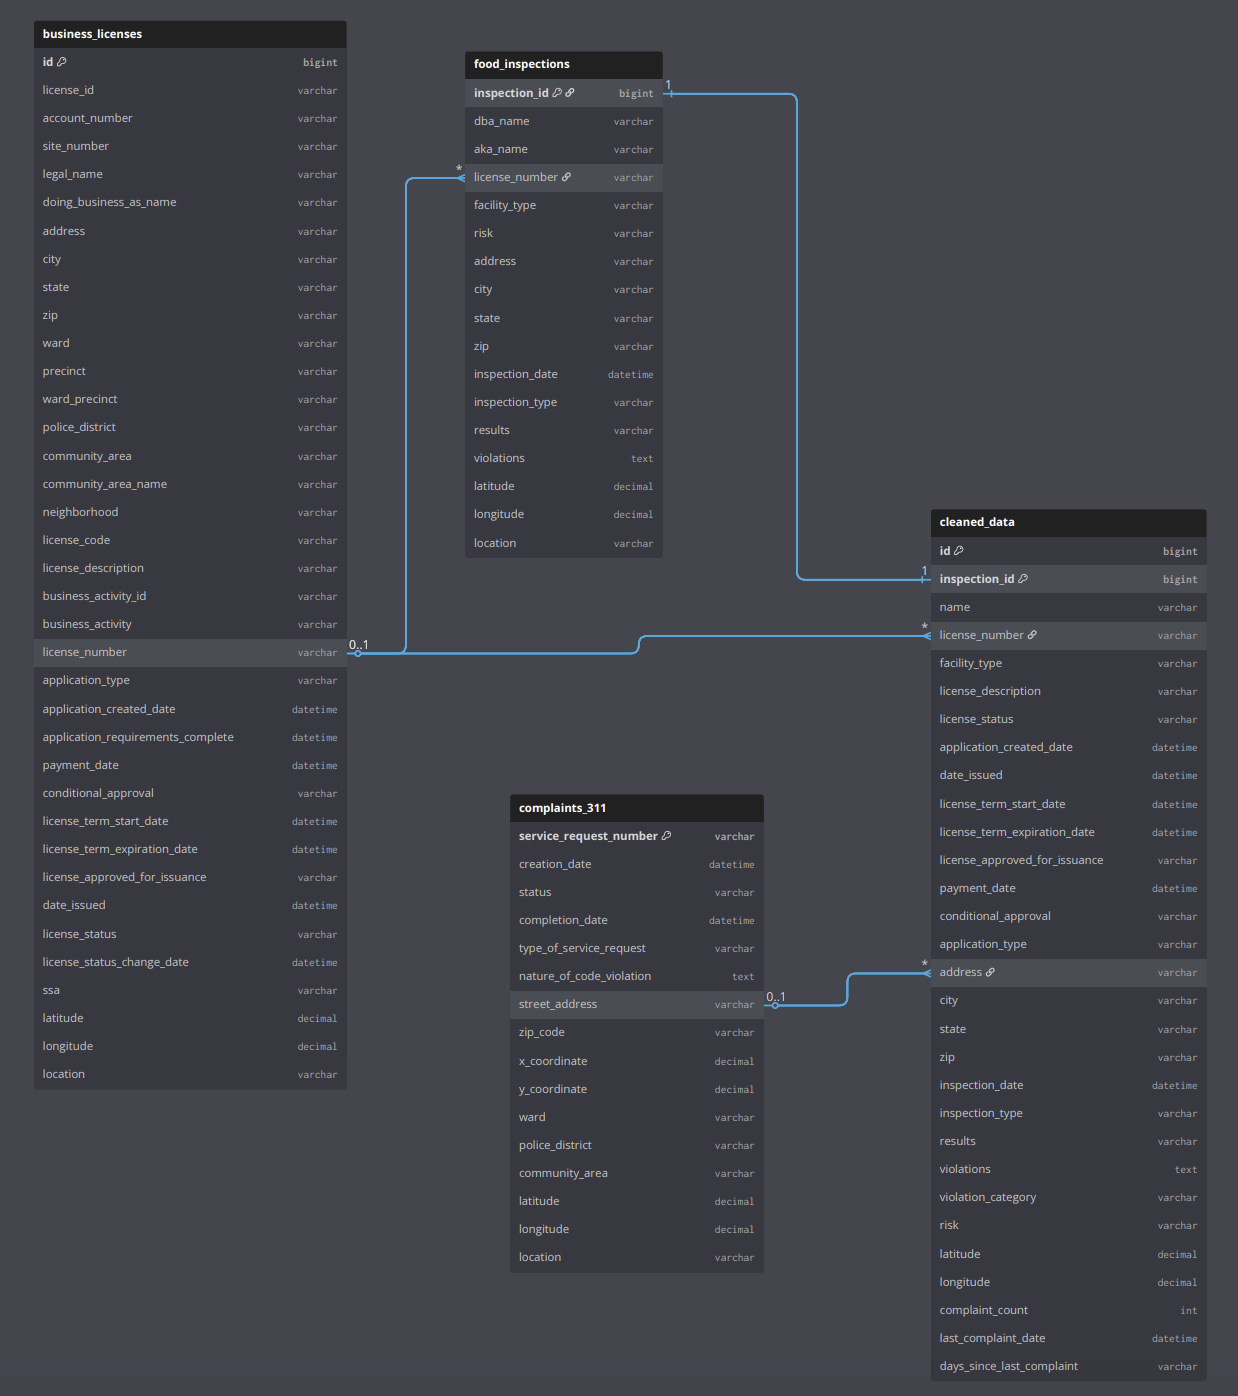 business_licenses
id bigint
license_id varchar
account_number varchar
site_number varchar
legal_name varchar
doing_business_as_name varchar
address varchar
city varchar
state varchar
zip varchar
ward varchar
precinct varchar
ward_precinct varchar
police_district varchar
community_area varchar
community_area_name varchar
neighborhood varchar
license_code varchar
license_description varchar
business_activity_id varchar
business_activity varchar
license_number varchar
application_type varchar
application_created_date datetime
application_requirements_complete datetime
payment_date datetime
conditional_approval varchar
license_term_start_date datetime
license_term_expiration_date datetime
license_approved_for_issuance varchar
date_issued datetime
license_status varchar
license_status_change_date datetime
ssa varchar
latitude decimal
longitude decimal
location varchar
0..1
food_inspections
inspection_id bigint
dba_name varchar
aka_name varchar
license_number varchar
facility_type varchar
risk varchar
address varchar
city varchar
state varchar
zip varchar
inspection_date datetime
inspection_type varchar
results varchar
violations text
latitude decimal
longitude decimal
location varchar
1
*
complaints_311
service_request_number varchar
creation_date datetime
status varchar
completion_date datetime
type_of_service_request varchar
nature_of_code_violation text
street_address varchar
zip_code varchar
x_coordinate decimal
y_coordinate decimal
ward varchar
police_district varchar
community_area varchar
latitude decimal
longitude decimal
location varchar
0..1
cleaned_data
id bigint
1
inspection_id bigint
name varchar
*
license_number varchar
facility_type varchar
license_description varchar
license_status varchar
application_created_date datetime
date_issued datetime
license_term_start_date datetime
license_term_expiration_date datetime
license_approved_for_issuance varchar
payment_date datetime
conditional_approval varchar
application_type varchar
*
address varchar
city varchar
state varchar
zip varchar
inspection_date datetime
inspection_type varchar
results varchar
violations text
violation_category varchar
risk varchar
latitude decimal
longitude decimal
complaint_count int
last_complaint_date datetime
days_since_last_complaint varchar